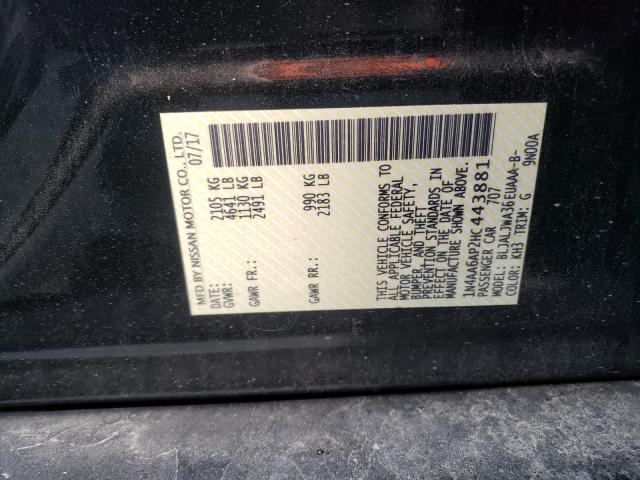 MFD BY NISSAN MOTOR CO., LTD.
DATE: 07/17
GVWR: 2105 KG
4641 LB
GAWR FR.: 1130 KG
2491 LB
GAWR RR.: 990 KG
2183 LB
THIS VEHICLE CONFORMS TO
ALL APPLICABLE FEDERAL
MOTOR VEHICLE SAFETY,
BUMPER, AND THEFT
PREVENTION STANDARDS IN
EFFECT ON THE DATE OF
MANUFACTURE SHOWN ABOVE.
1N4AA6AP2HC443881
PASSENGER CAR 707
MODEL: BLJALJWA36EUAAA-B-
COLOR: KH3 TRIM: G 9N00A